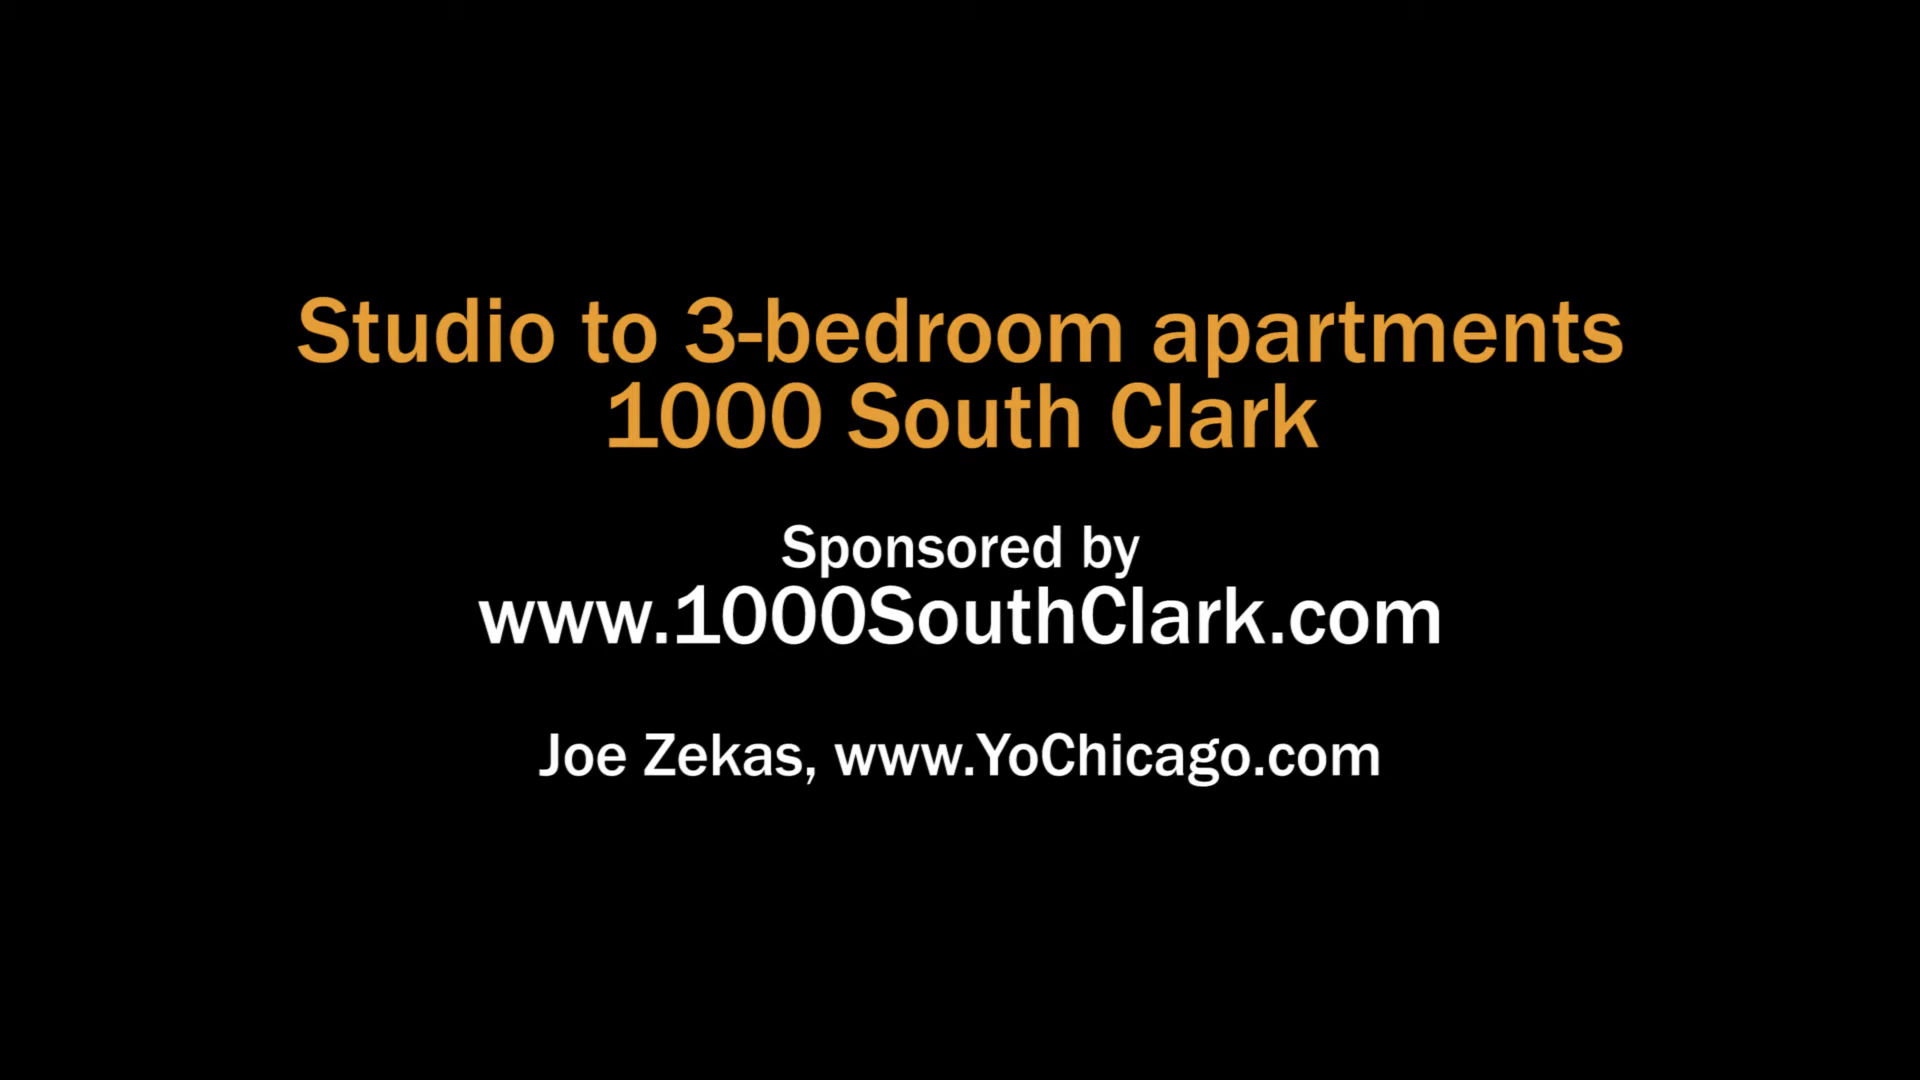 Studio to 3-bedroom apartments
1000 South Clark
Sponsored by
www.1000SouthClark.com
Joe Zekas, www.YoChicago.com